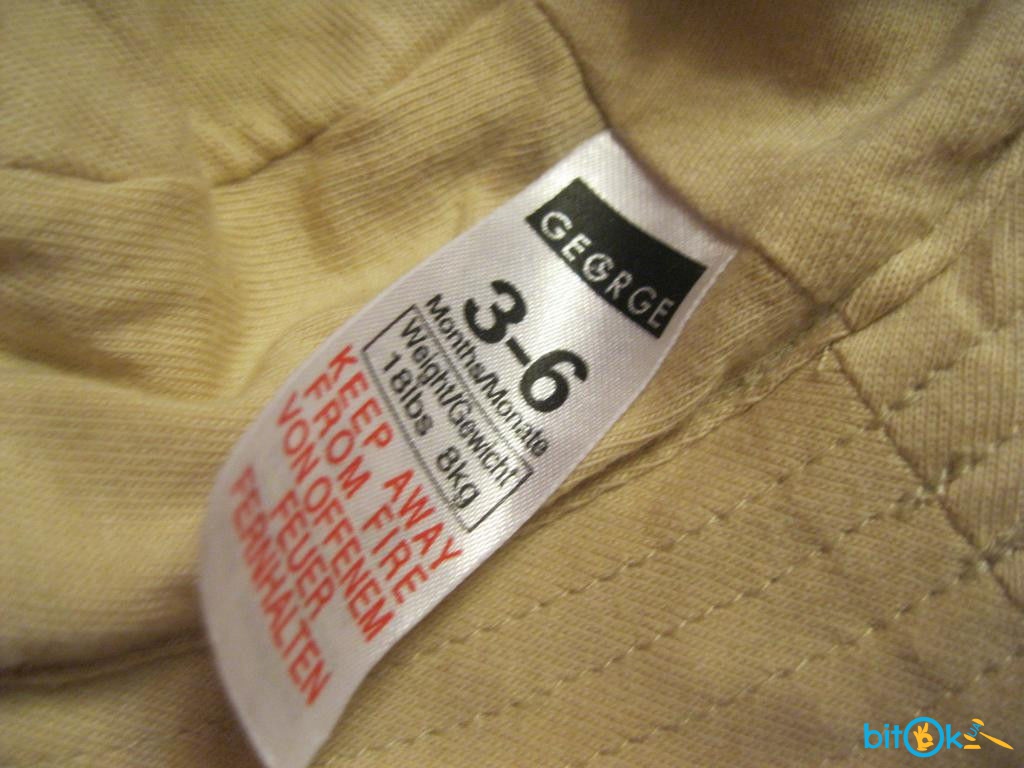 GEORGE
3-6
Months/Monate
Weight/Gewicht
18lbs 8kg
KEEP AWAY
FROM FIRE
VON OFFENEM
FEUER
FERNHALTEN
bitOk